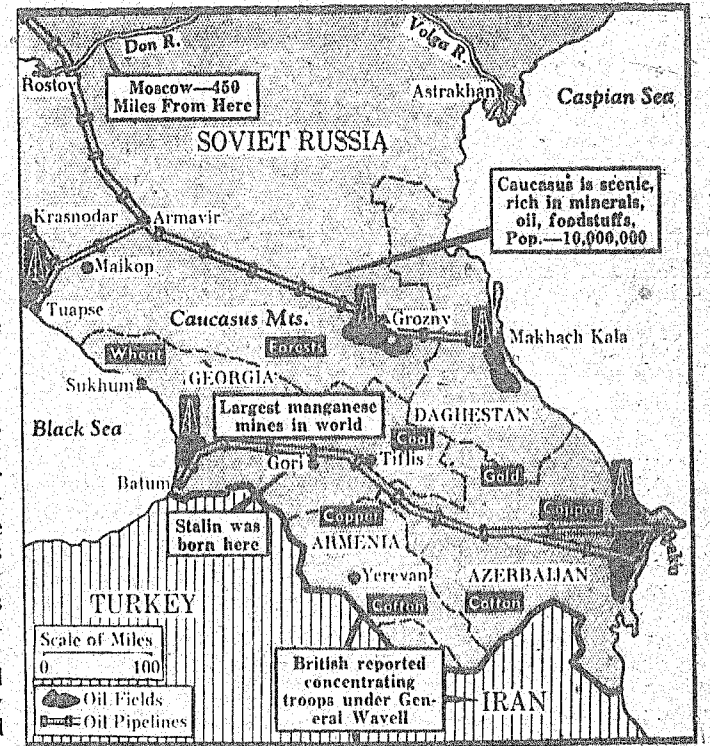 Don R.
Volga R.
Rostov
Moscow—450
Miles From Here
Astrakhan
Caspian Sea
SOVIET RUSSIA
Caucasus is scenic,
rich in minerals,
oil, foodstuffs,
Pop.—10,000,000
Krasnodar
Armavir
Maikop
Tuapse
Caucasus Mts.
Grozny
Makhach Kala
Wheat
Forests
Sukhum
GEORGIA
Largest manganese
mines in world
DAGHESTAN
Black Sea
Coal
Gori
Tiflis
Gold
Batum
Copper
Copper
Baku
Stalin was
born here
ARMENIA
Yerevan
AZERBAIJAN
TURKEY
Cotton
Cotton
Scale of Miles
0 100
British reported
concentrating
troops under Gen-
eral Wavell
IRAN
Oil Fields
Oil Pipelines